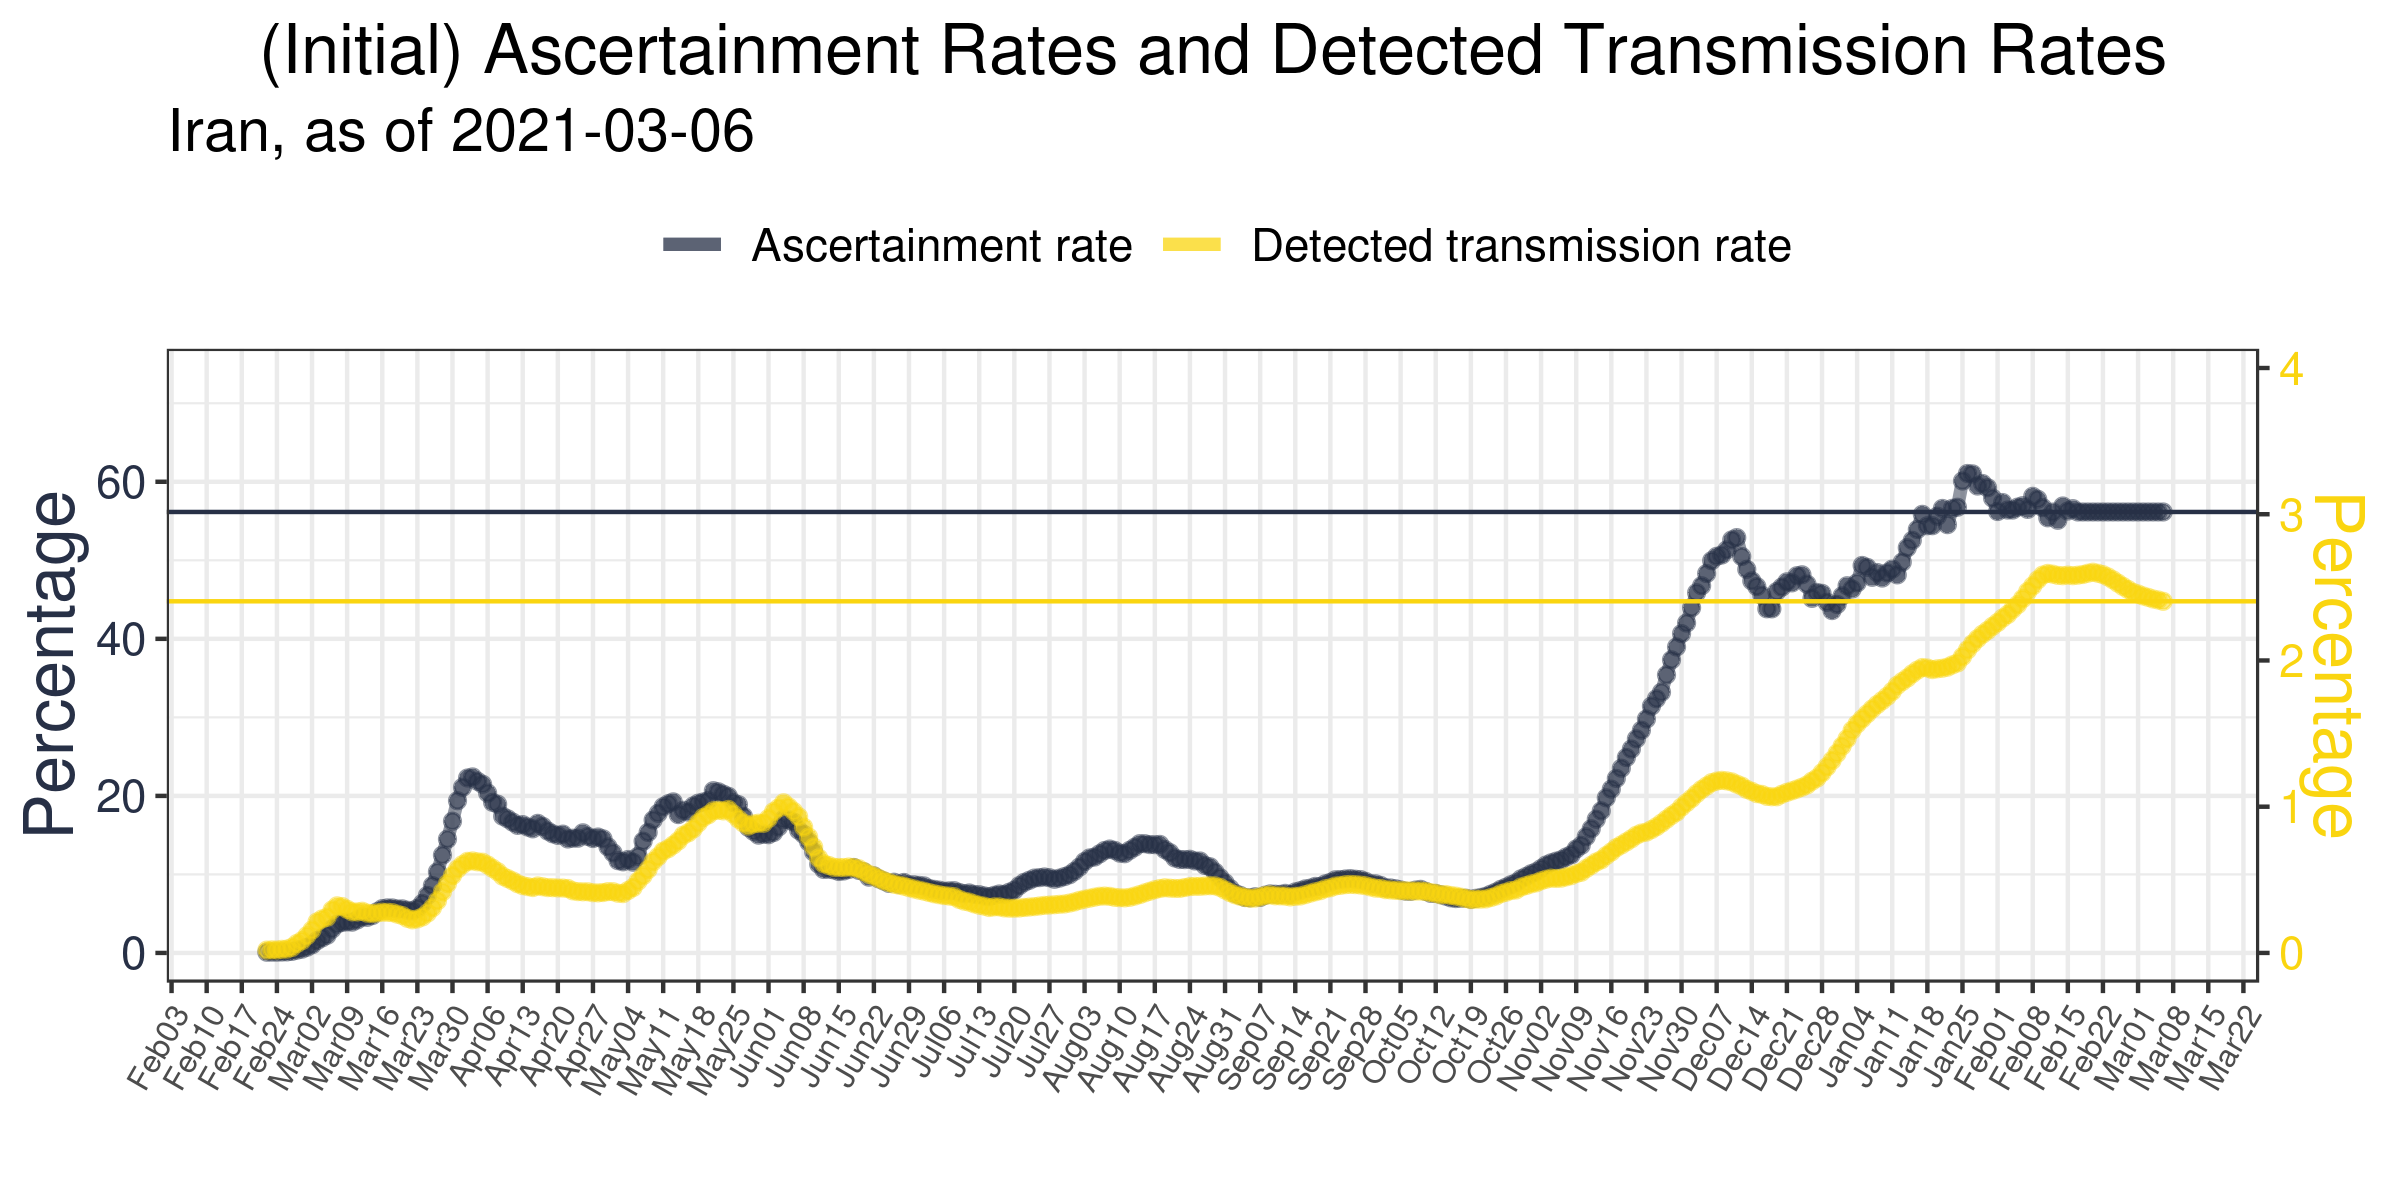 (Initial) Ascertainment Rates and Detected Transmission Rates
Iran, as of 2021-03-06
Ascertainment rate Detected transmission rate
Percentage
60
40
20
0
4
3
2
1
0
Percentage
Feb03 Feb10 Feb17 Feb24 Mar02 Mar09 Mar16 Mar23 Mar30 Apr06 Apr13 Apr20 Apr27 May04 May11 May18 May25 Jun01 Jun08 Jun15 Jun22 Jun29 Jul06 Jul13 Jul20 Jul27 Aug03 Aug10 Aug17 Aug24 Aug31 Sep07 Sep14 Sep21 Sep28 Oct05 Oct12 Oct19 Oct26 Nov02 Nov09 Nov16 Nov23 Nov30 Dec07 Dec14 Dec21 Dec28 Jan04 Jan11 Jan18 Jan25 Feb01 Feb08 Feb15 Feb22 Mar01 Mar08 Mar15 Mar22